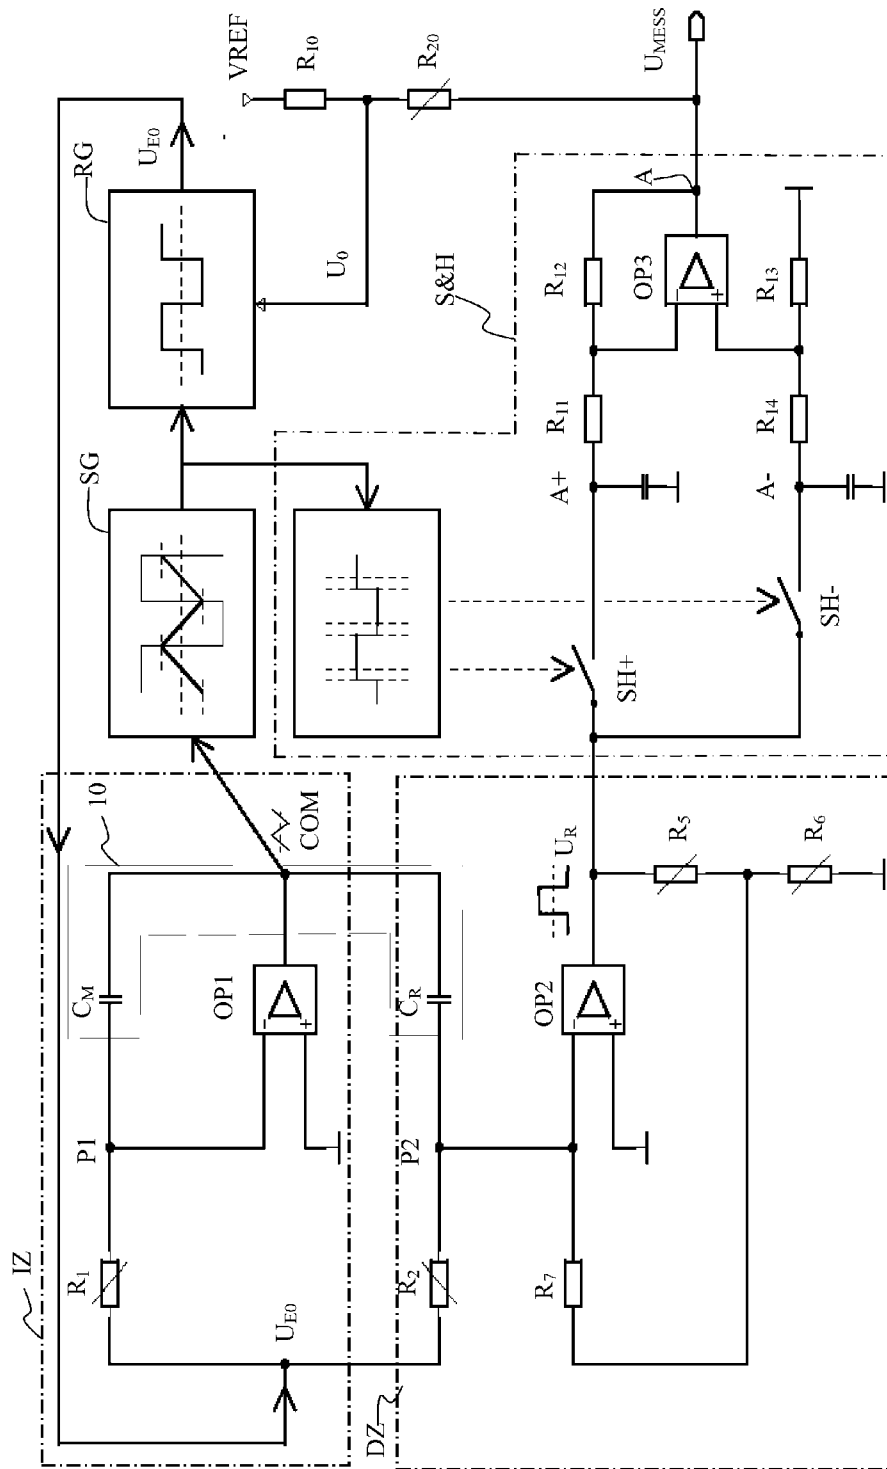 IZ
R1
P1
CM
10
UE0
OP1
COM
SG
RG
UE0
VREF
R10
U0
R20
DZ
R2
P2
CR
R7
OP2
UR
R5
R6
S&H
SH+
SH-
A+
A-
R11
R12
R14
R13
OP3
A
UMESS
- +
- +
- +